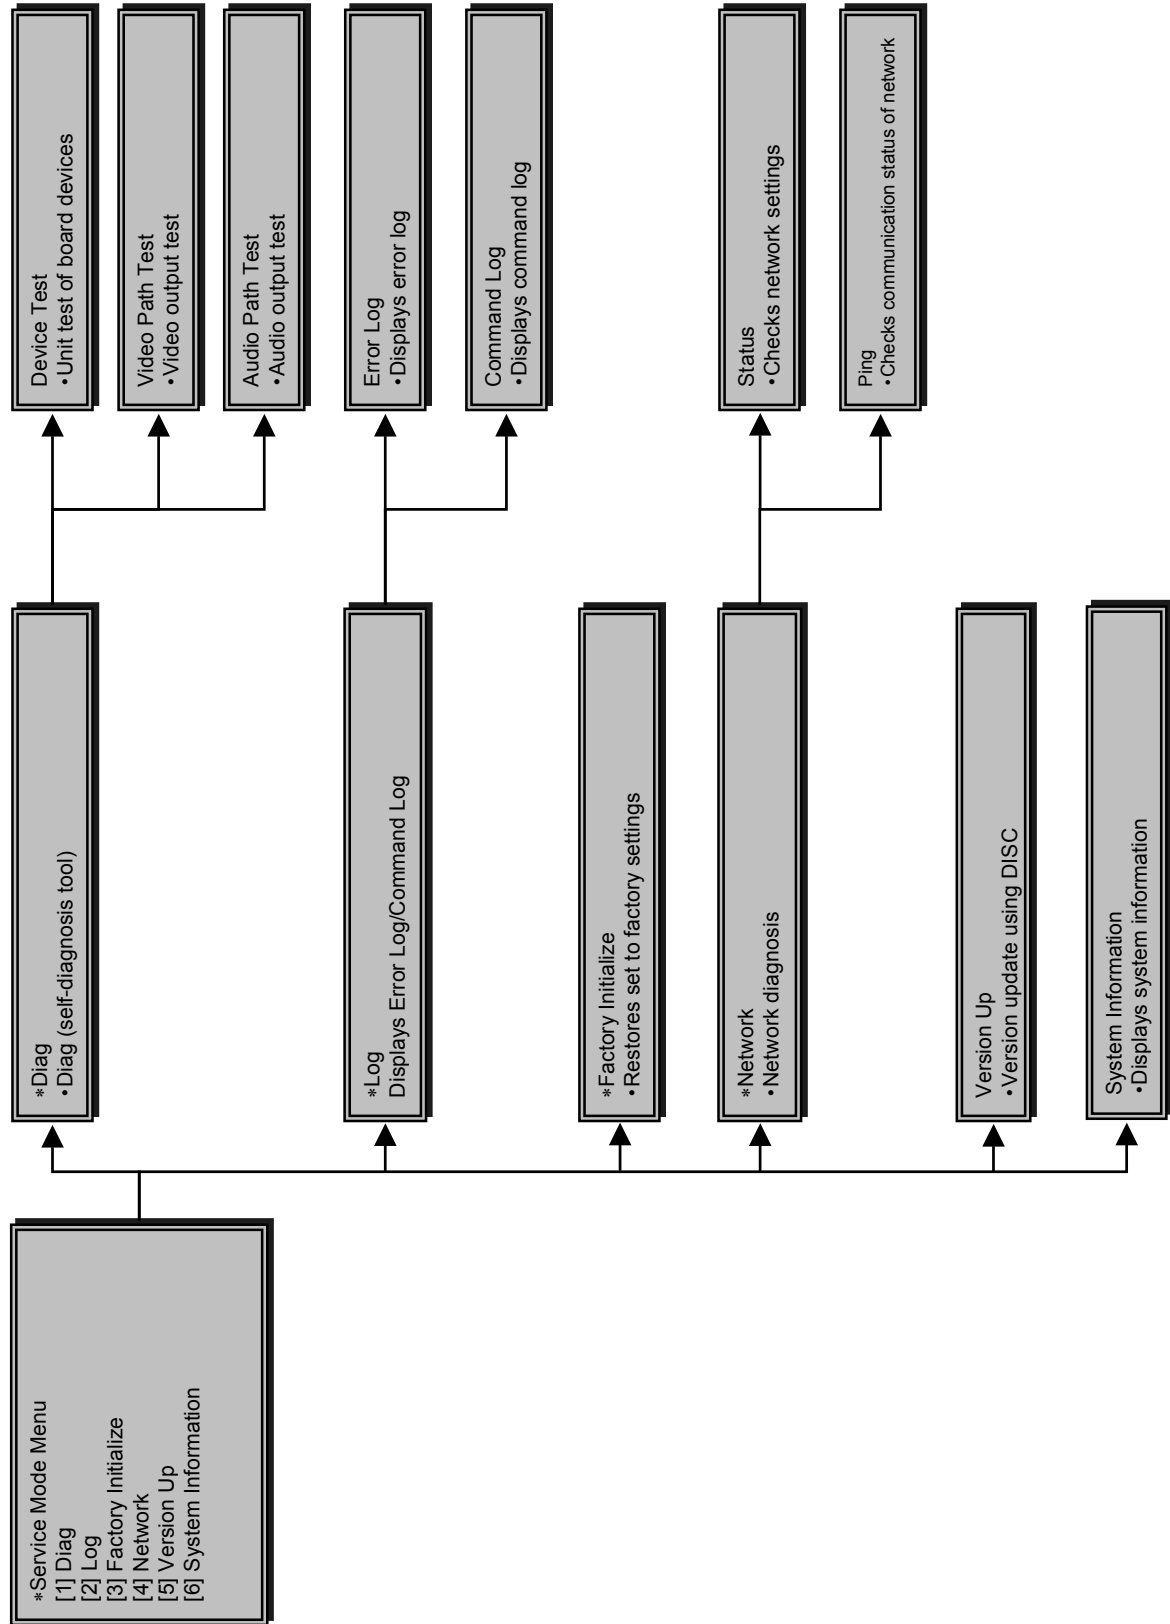 *Service Mode Menu
[1] Diag
[2] Log
[3] Factory Initialize
[4] Network
[5] Version Up
[6] System Information
*Diag
•Diag (self-diagnosis tool)
Device Test
•Unit test of board devices
Video Path Test
•Video output test
Audio Path Test
•Audio output test
*Log
Displays Error Log/Command Log
Error Log
•Displays error log
Command Log
•Displays command log
*Factory Initialize
•Restores set to factory settings
*Network
•Network diagnosis
Status
•Checks network settings
Ping
•Checks communication status of network
Version Up
•Version update using DISC
System Information
•Displays system information